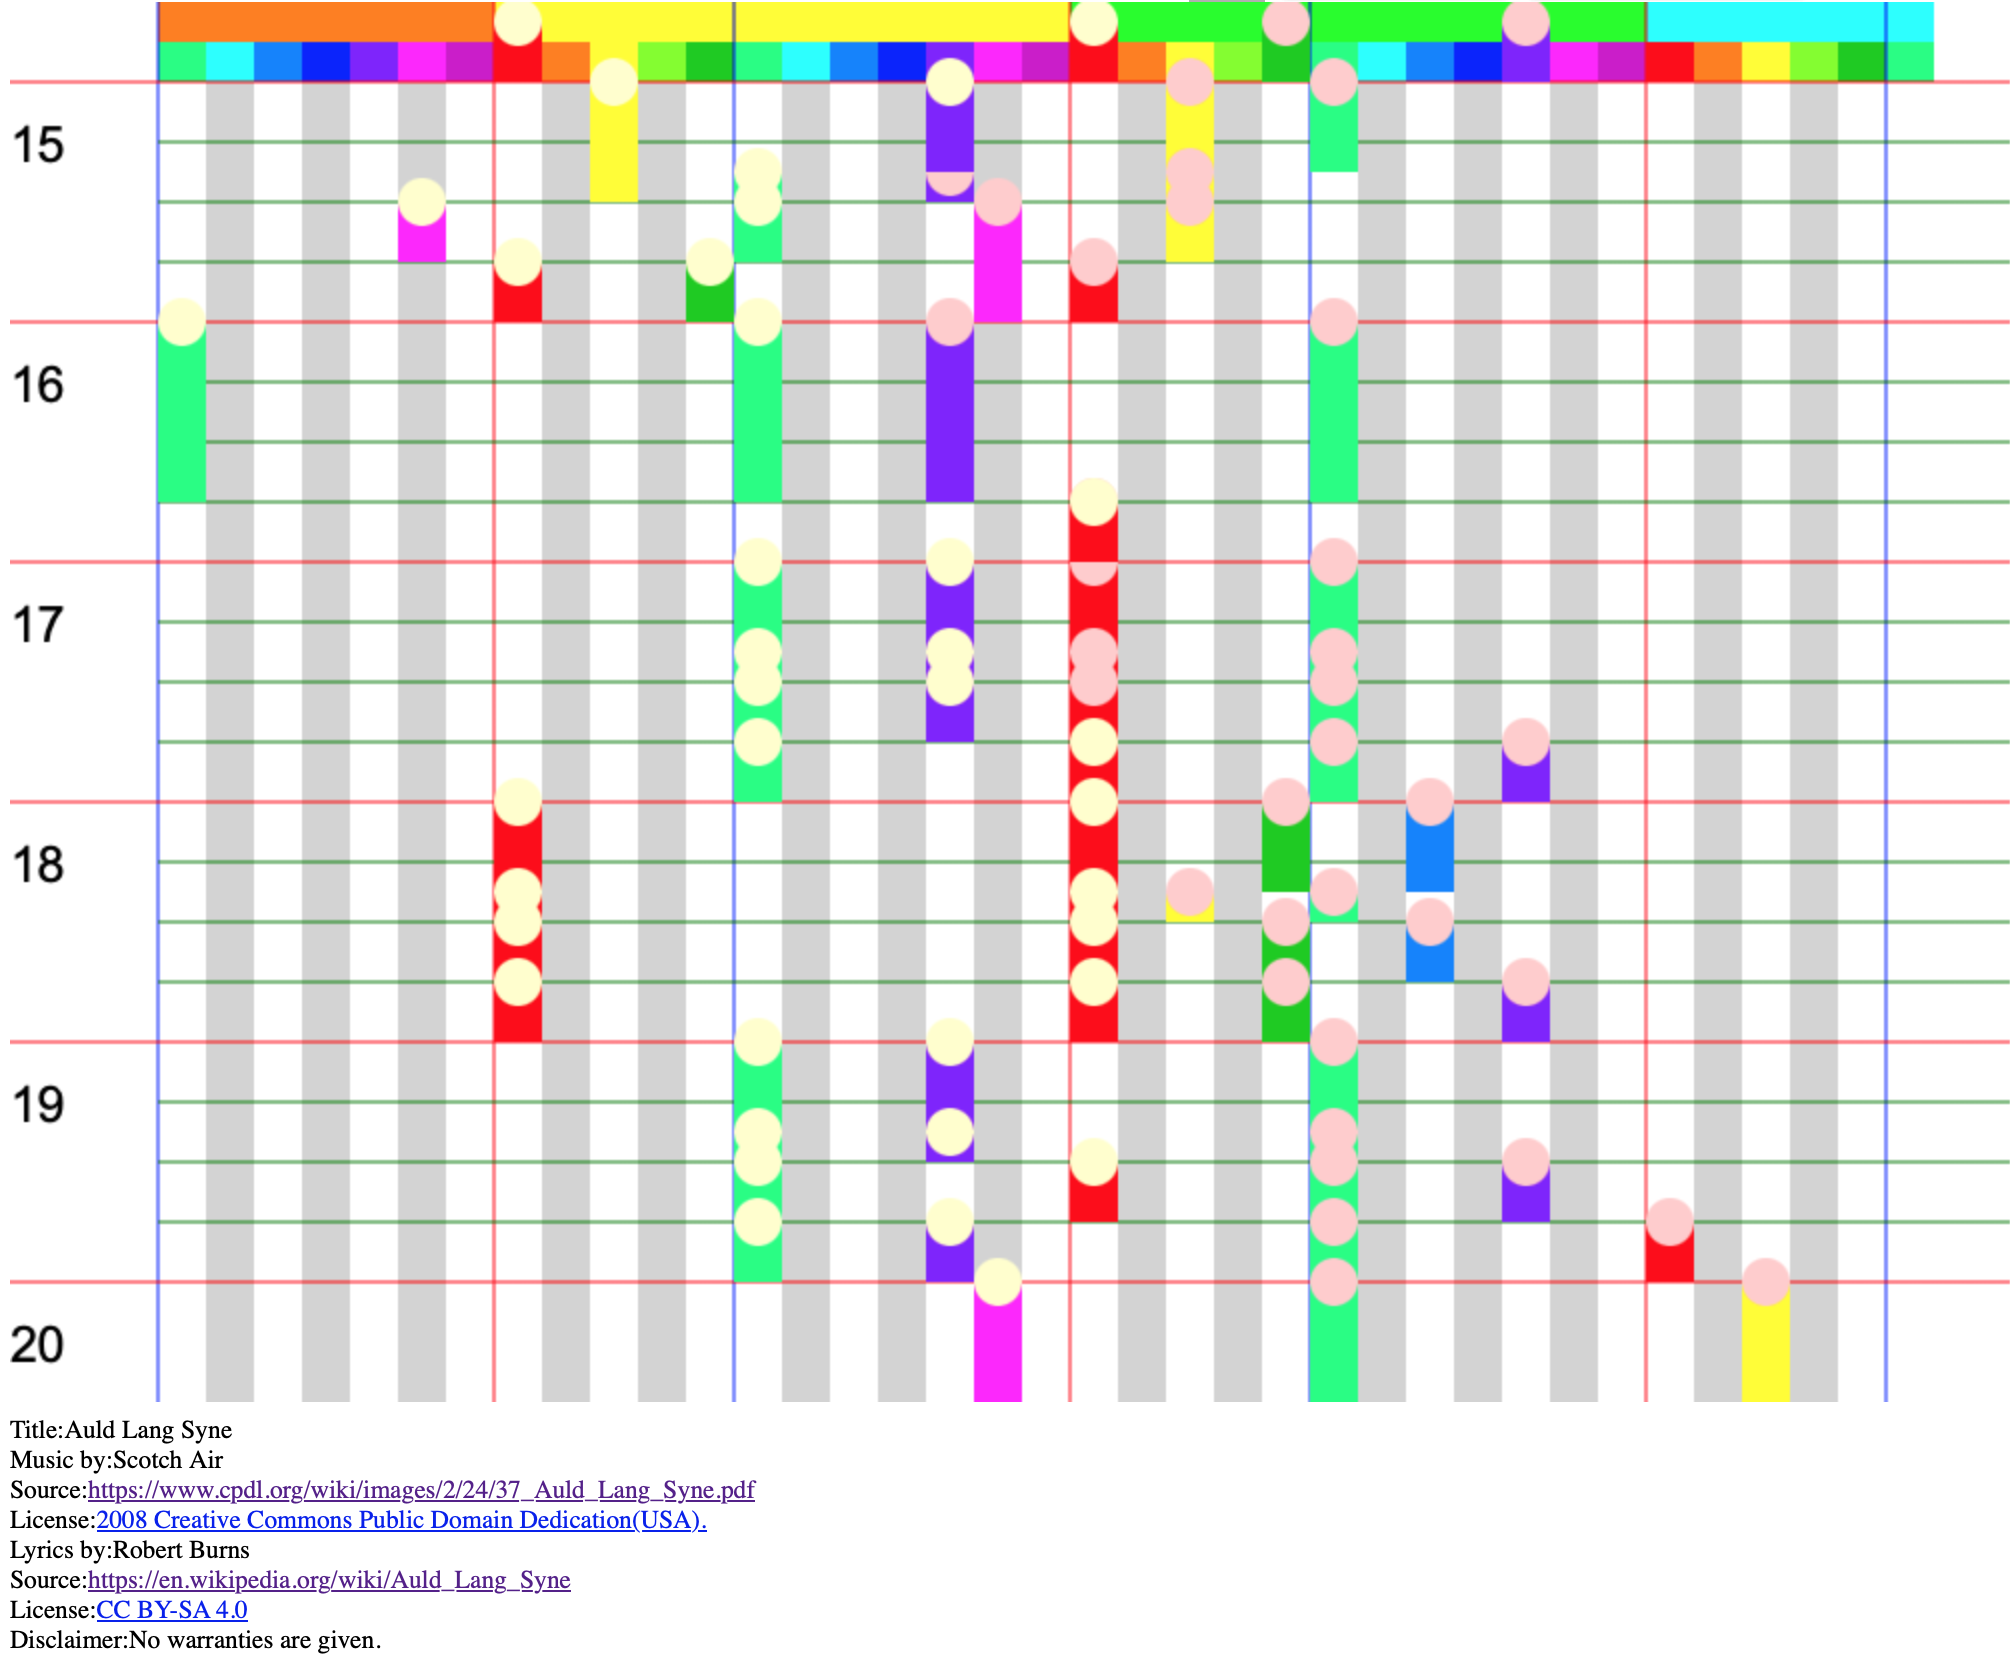 15
16
17
18
19
20
Title:Auld Lang Syne
Music by:Scotch Air
Source:https://www.cpdl.org/wiki/images/2/24/37_Auld_Lang_Syne.pdf
License:2008 Creative Commons Public Domain Dedication(USA).
Lyrics by:Robert Burns
Source:https://en.wikipedia.org/wiki/Auld_Lang_Syne
License:CC BY-SA 4.0
Disclaimer:No warranties are given.